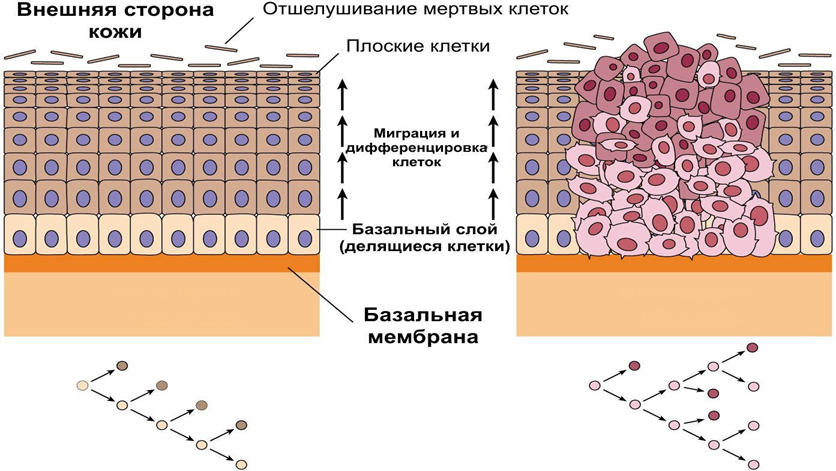 Внешняя сторона
кожи
Отшелушивание мертвых клеток
Плоские клетки
Миграция и
дифференцировка
клеток
Базальный слой
(делящиеся клетки)
Базальная
мембрана